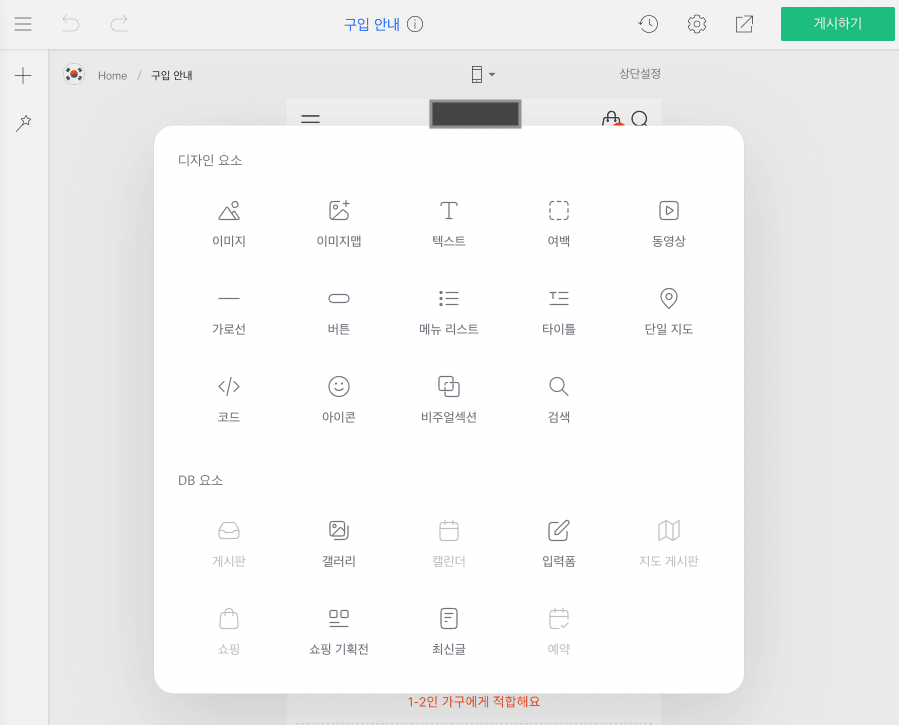 구입 안내
게시하기
Home / 구입 안내
상단설정
디자인 요소
이미지 이미지맵 텍스트 여백 동영상
가로선 버튼 메뉴 리스트 타이틀 단일 지도
코드 아이콘 비주얼섹션 검색
DB 요소
게시판 갤러리 캘린더 입력폼 지도 게시판
쇼핑 쇼핑 기획전 최신글 예약
1-2인 가구에게 적합해요